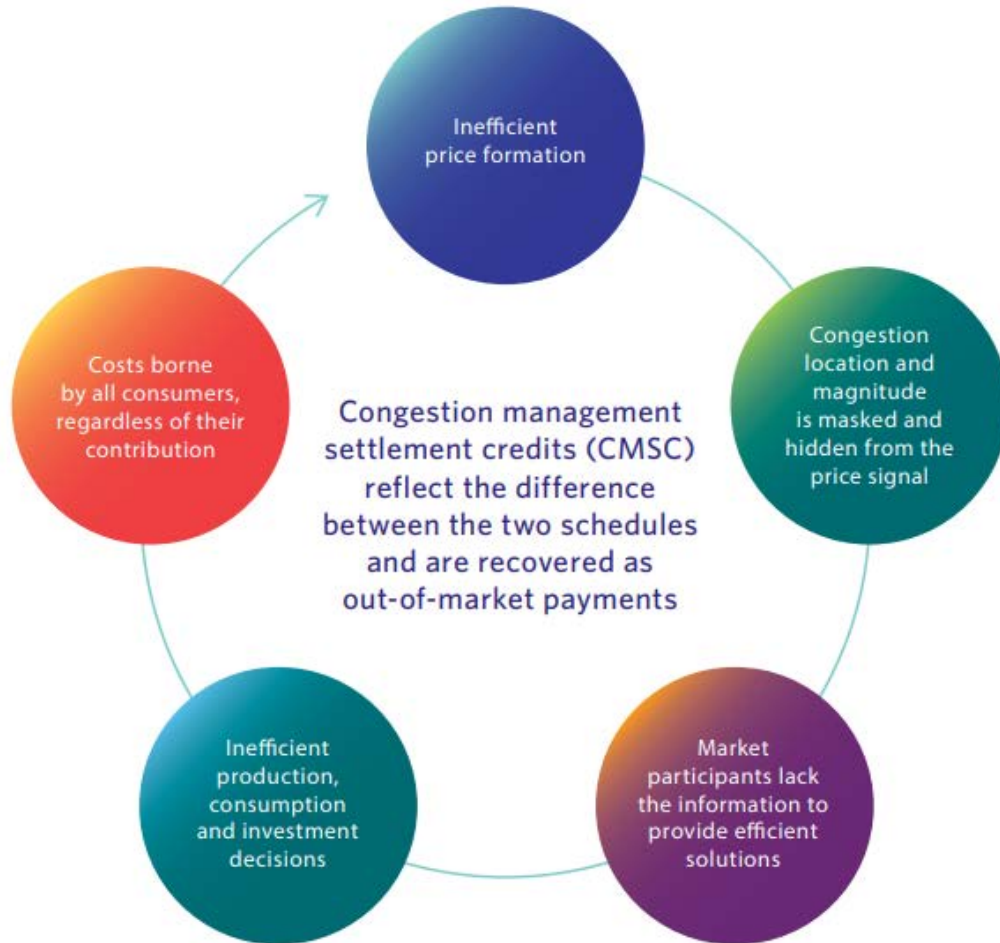 Inefficient
price formation
Congestion
location and
magnitude
is masked and
hidden from the
price signal
Market
participants lack
the information to
provide efficient
solutions
Inefficient
production,
consumption
and investment
decisions
Costs borne
by all consumers,
regardless of their
contribution
Congestion management
settlement credits (CMSC)
reflect the difference
between the two schedules
and are recovered as
out-of-market payments